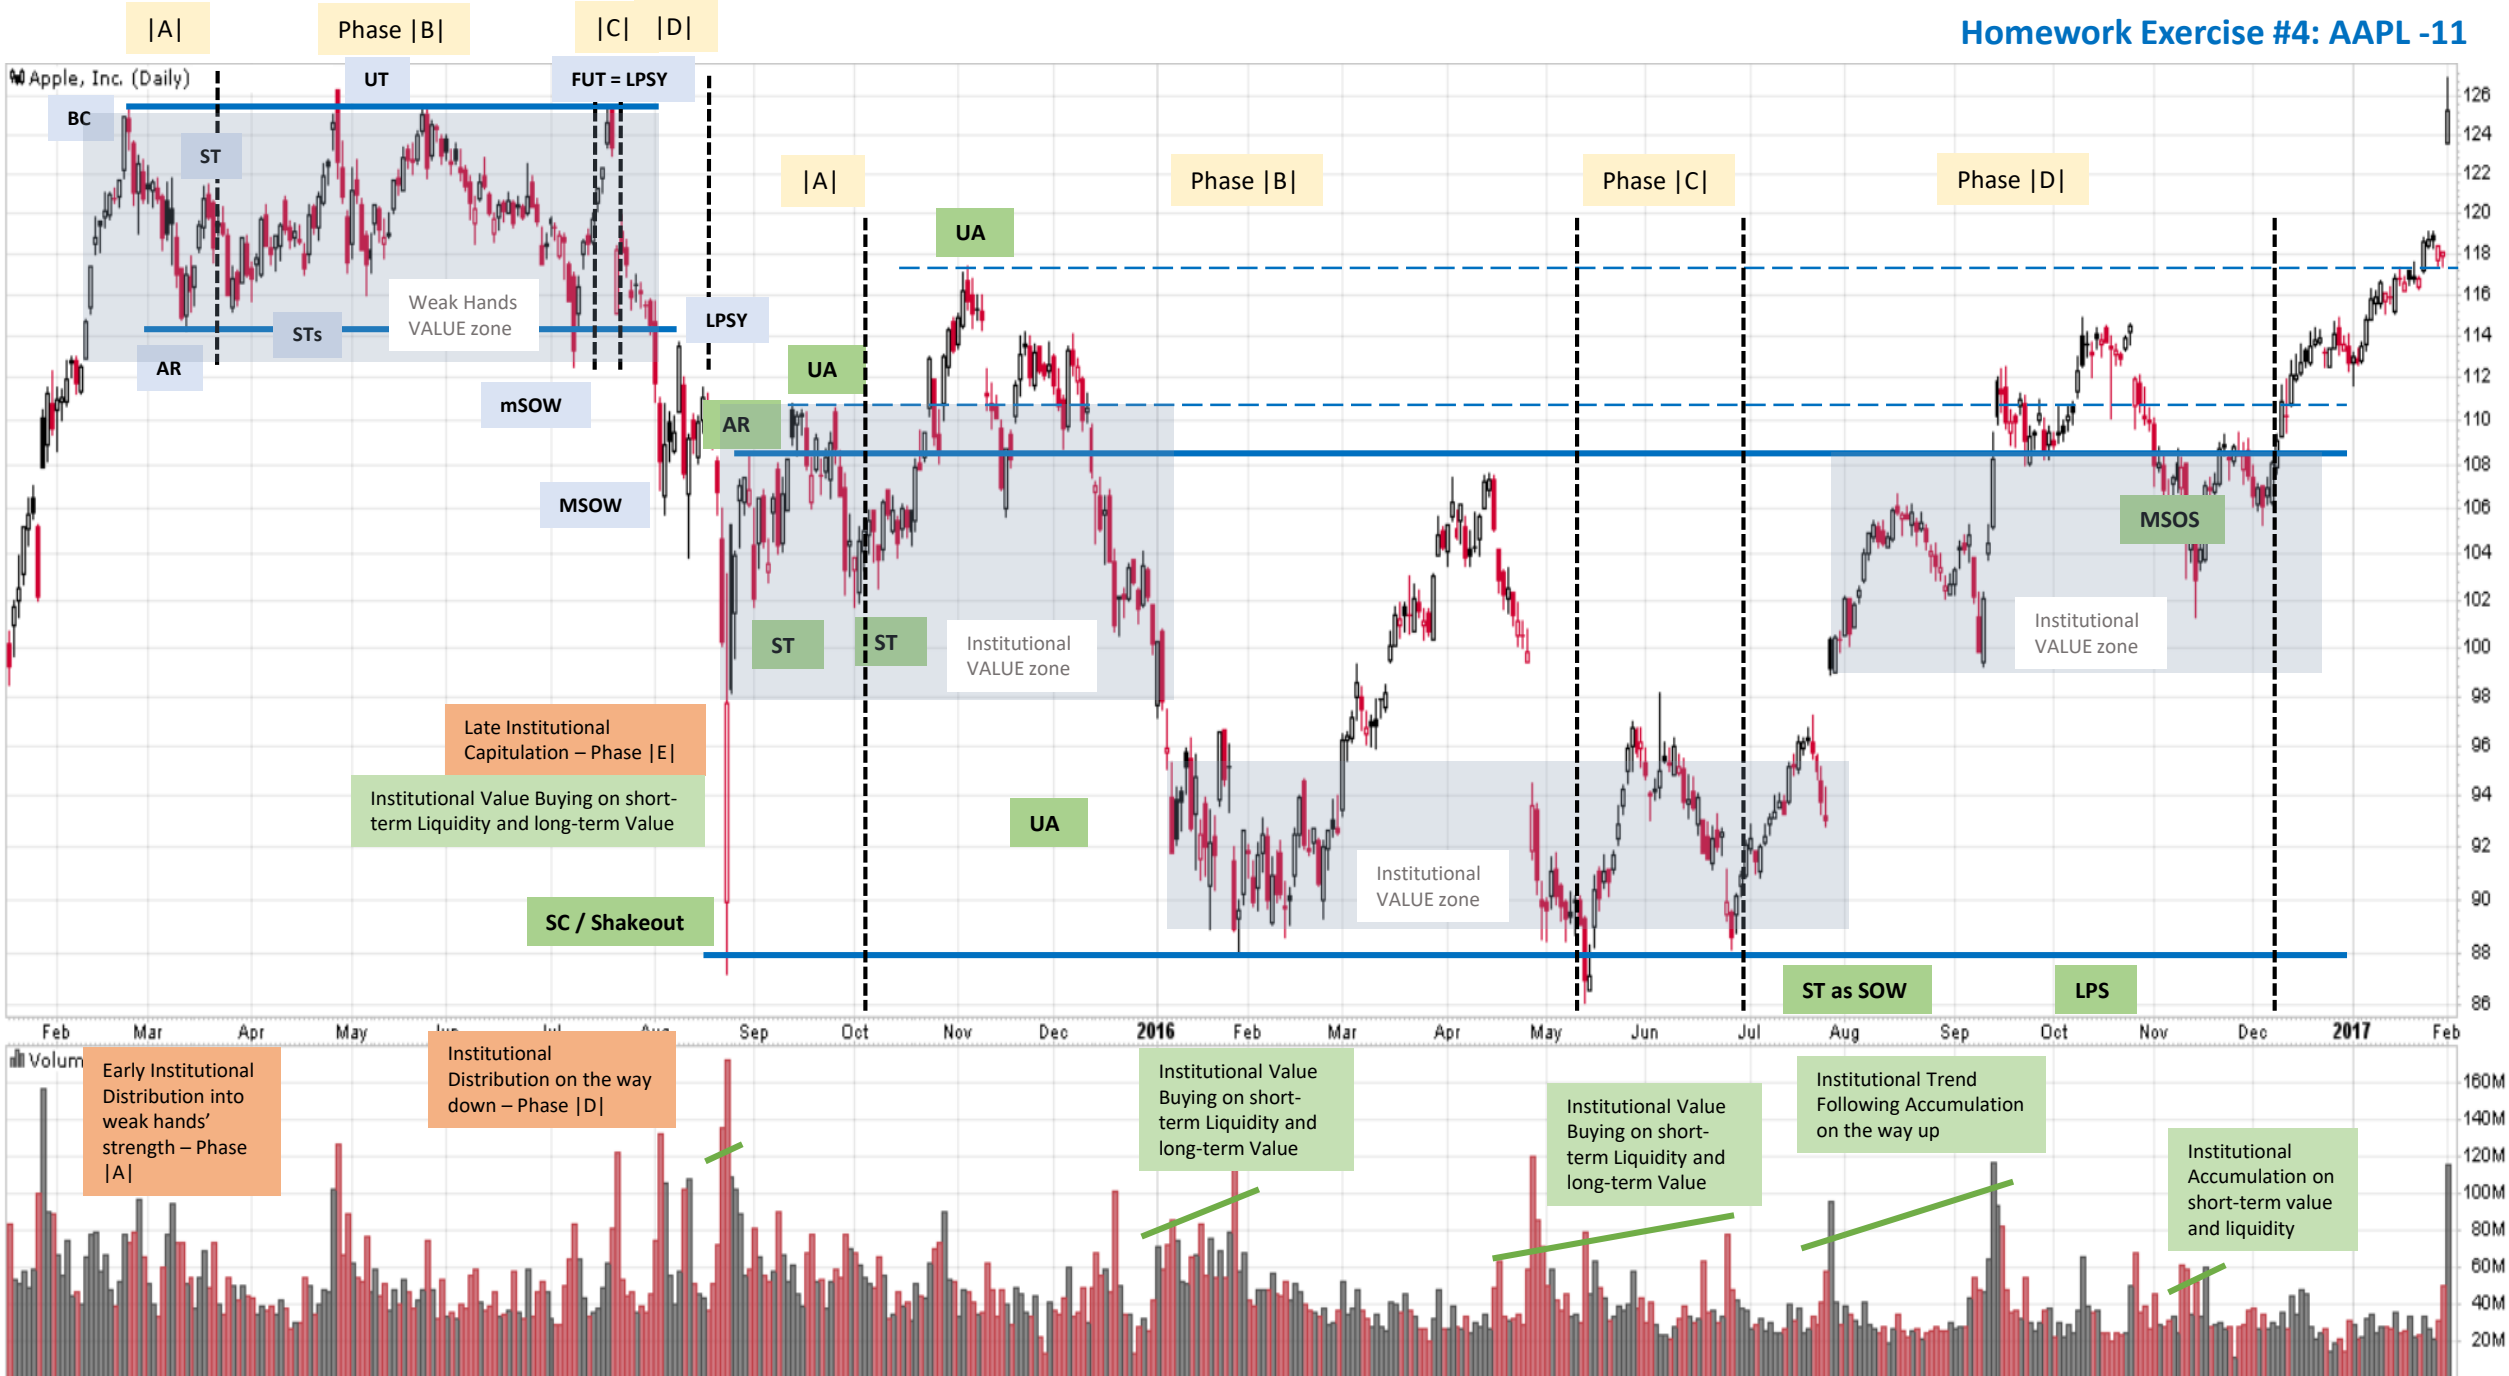 |A|
Phase |B|
|C|
|D|
Homework Exercise #4: AAPL -11
Apple, Inc. (Daily)
UT
FUT = LPSY
BC
ST
|A|
Phase |B|
Phase |C|
Phase |D|
UA
Weak Hands
VALUE zone
STs
AR
LPSY
UA
mSOW
AR
MSOW
MSOS
ST
ST
Institutional
VALUE zone
Institutional
VALUE zone
Late Institutional
Capitulation – Phase |E|
Institutional Value Buying on short-
term Liquidity and long-term Value
UA
Institutional
VALUE zone
SC / Shakeout
ST as SOW
LPS
126
124
122
120
118
116
114
112
110
108
106
104
102
100
98
96
94
92
90
88
86
Feb Mar Apr May Jun Jul Aug Sep Oct Nov Dec 2016 Feb Mar Apr May Jun Jul Aug Sep Oct Nov Dec 2017 Feb
Volum
Early Institutional
Distribution into
weak hands'
strength – Phase
|A|
Institutional
Distribution on the way
down – Phase |D|
Institutional Value
Buying on short-
term Liquidity and
long-term Value
Institutional Value
Buying on short-
term Liquidity and
long-term Value
Institutional Trend
Following Accumulation
on the way up
Institutional
Accumulation on
short-term value
and liquidity
160M
140M
120M
100M
80M
60M
40M
20M